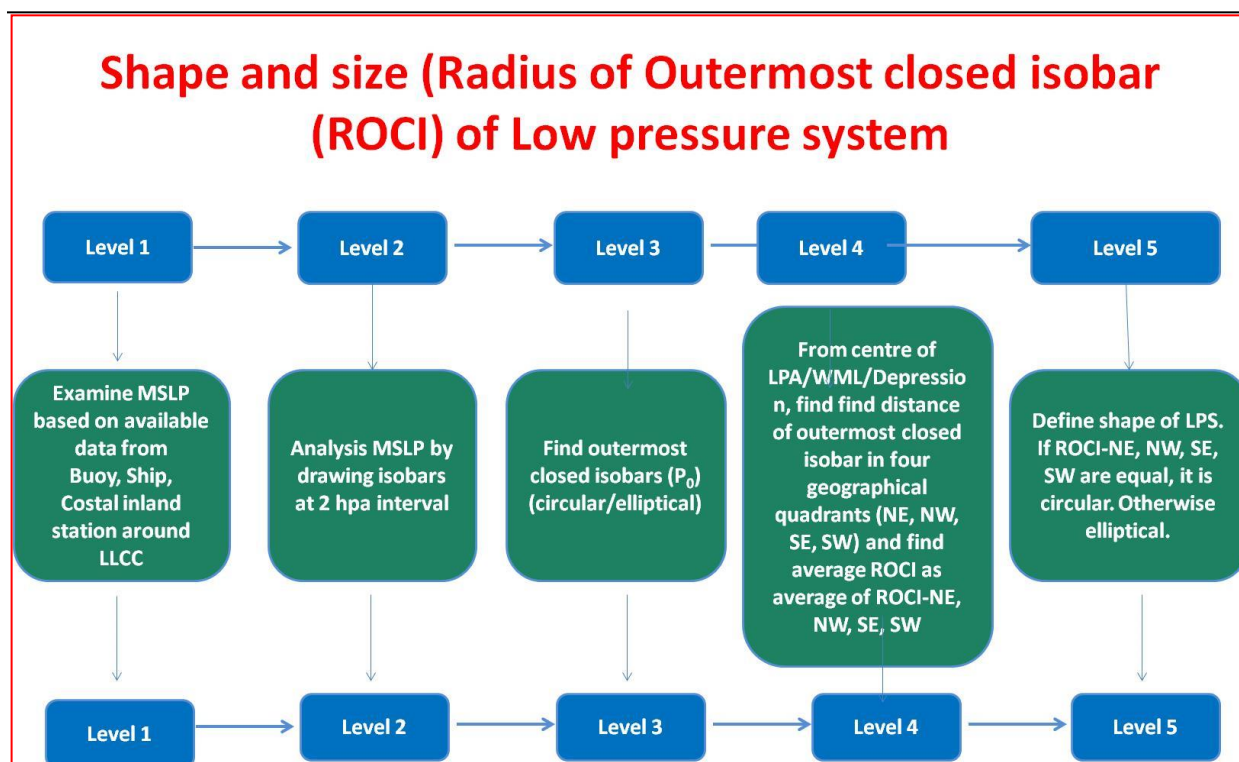 Shape and size (Radius of Outermost closed isobar
(ROCI) of Low pressure system
Level 1
Level 2
Level 3
Level 4
Level 5
Examine MSLP
based on available
data from
Buoy, Ship,
Costal inland
station around
LLCC
Analysis MSLP by
drawing isobars
at 2 hpa interval
Find outermost
closed isobars (P₀)
(circular/elliptical)
From centre of
LPA/WML/Depressio
n, find find distance
of outermost closed
isobar in four
geographical
quadrants (NE, NW,
SE, SW) and find
average ROCI as
average of ROCI-NE,
NW, SE, SW
Define shape of LPS.
If ROCI-NE, NW, SE,
SW are equal, it is
circular. Otherwise
elliptical.
Level 1
Level 2
Level 3
Level 4
Level 5